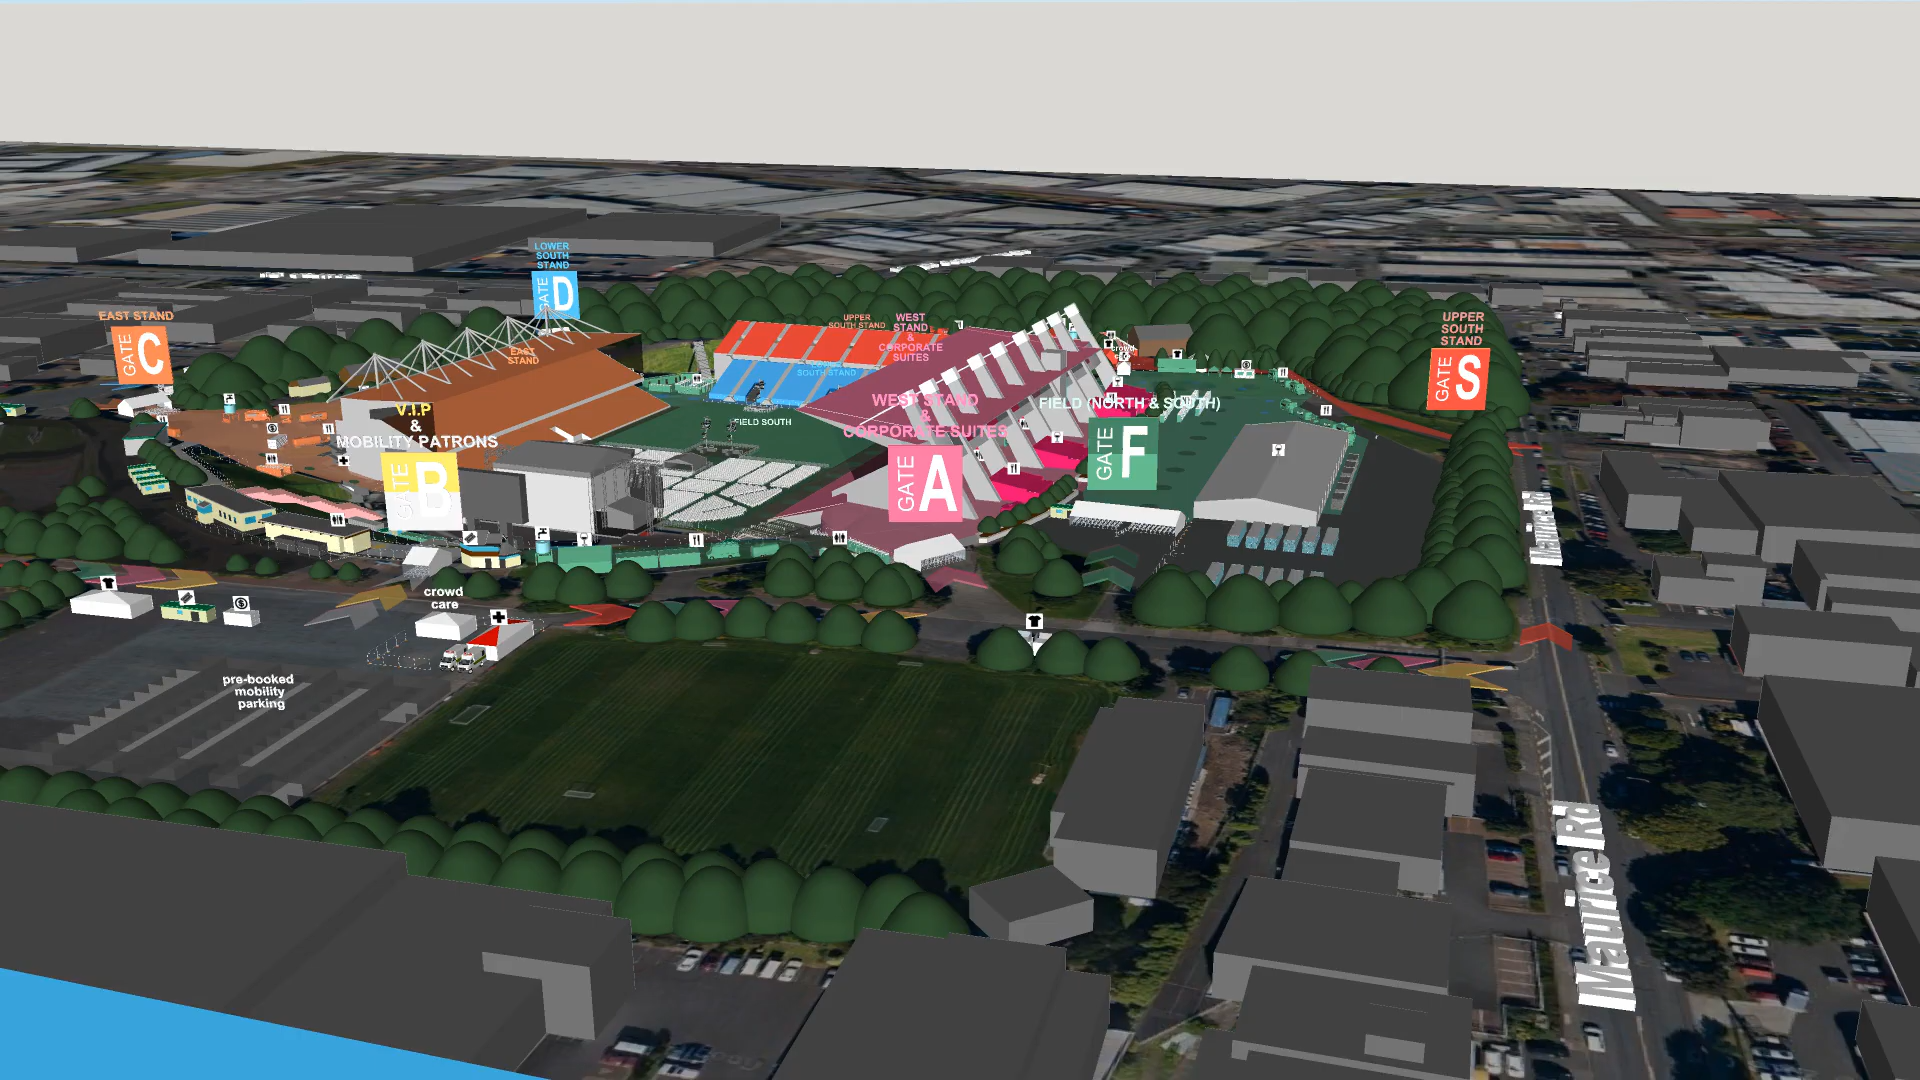 LOWER
SOUTH
STAND
GATE D
EAST STAND
GATE C
UPPER
SOUTH STAND
WEST
STAND
&
CORPORATE
SUITES
UPPER
SOUTH
STAND
GATE S
EAST
STAND
SOUTH STAND
crowd
V.I.P
&
MOBILITY PATRONS
GATE B
FIELD SOUTH
WEST STAND
&
CORPORATE SUITES
GATE A
FIELD (NORTH & SOUTH)
GATE F
Maurice Rd
crowd
care
pre-booked
mobility
parking
Maurice Rd